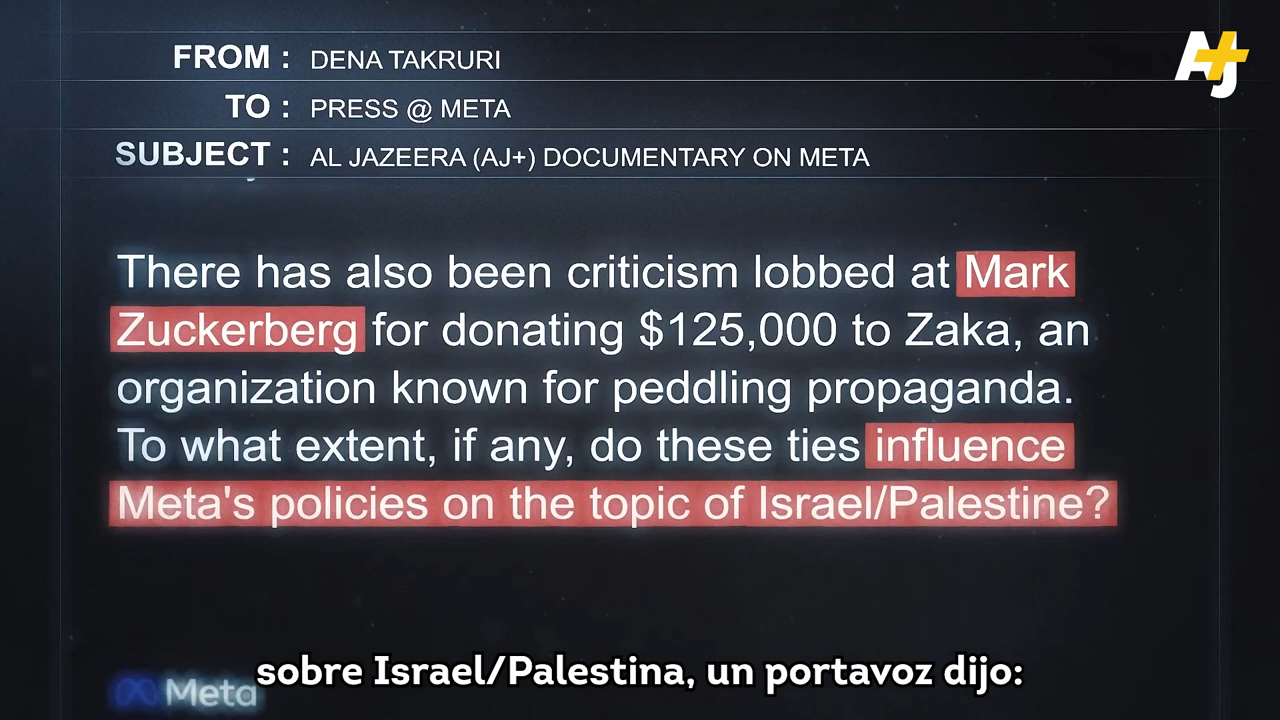 FROM : DENA TAKRURI
TO : PRESS @ META
SUBJECT : AL JAZEERA (AJ+) DOCUMENTARY ON META
AJ+
There has also been criticism lobbed at Mark
Zuckerberg for donating $125,000 to Zaka, an
organization known for peddling propaganda.
To what extent, if any, do these ties influence
Meta's policies on the topic of Israel/Palestine?
sobre Israel/Palestina, un portavoz dijo:
Meta